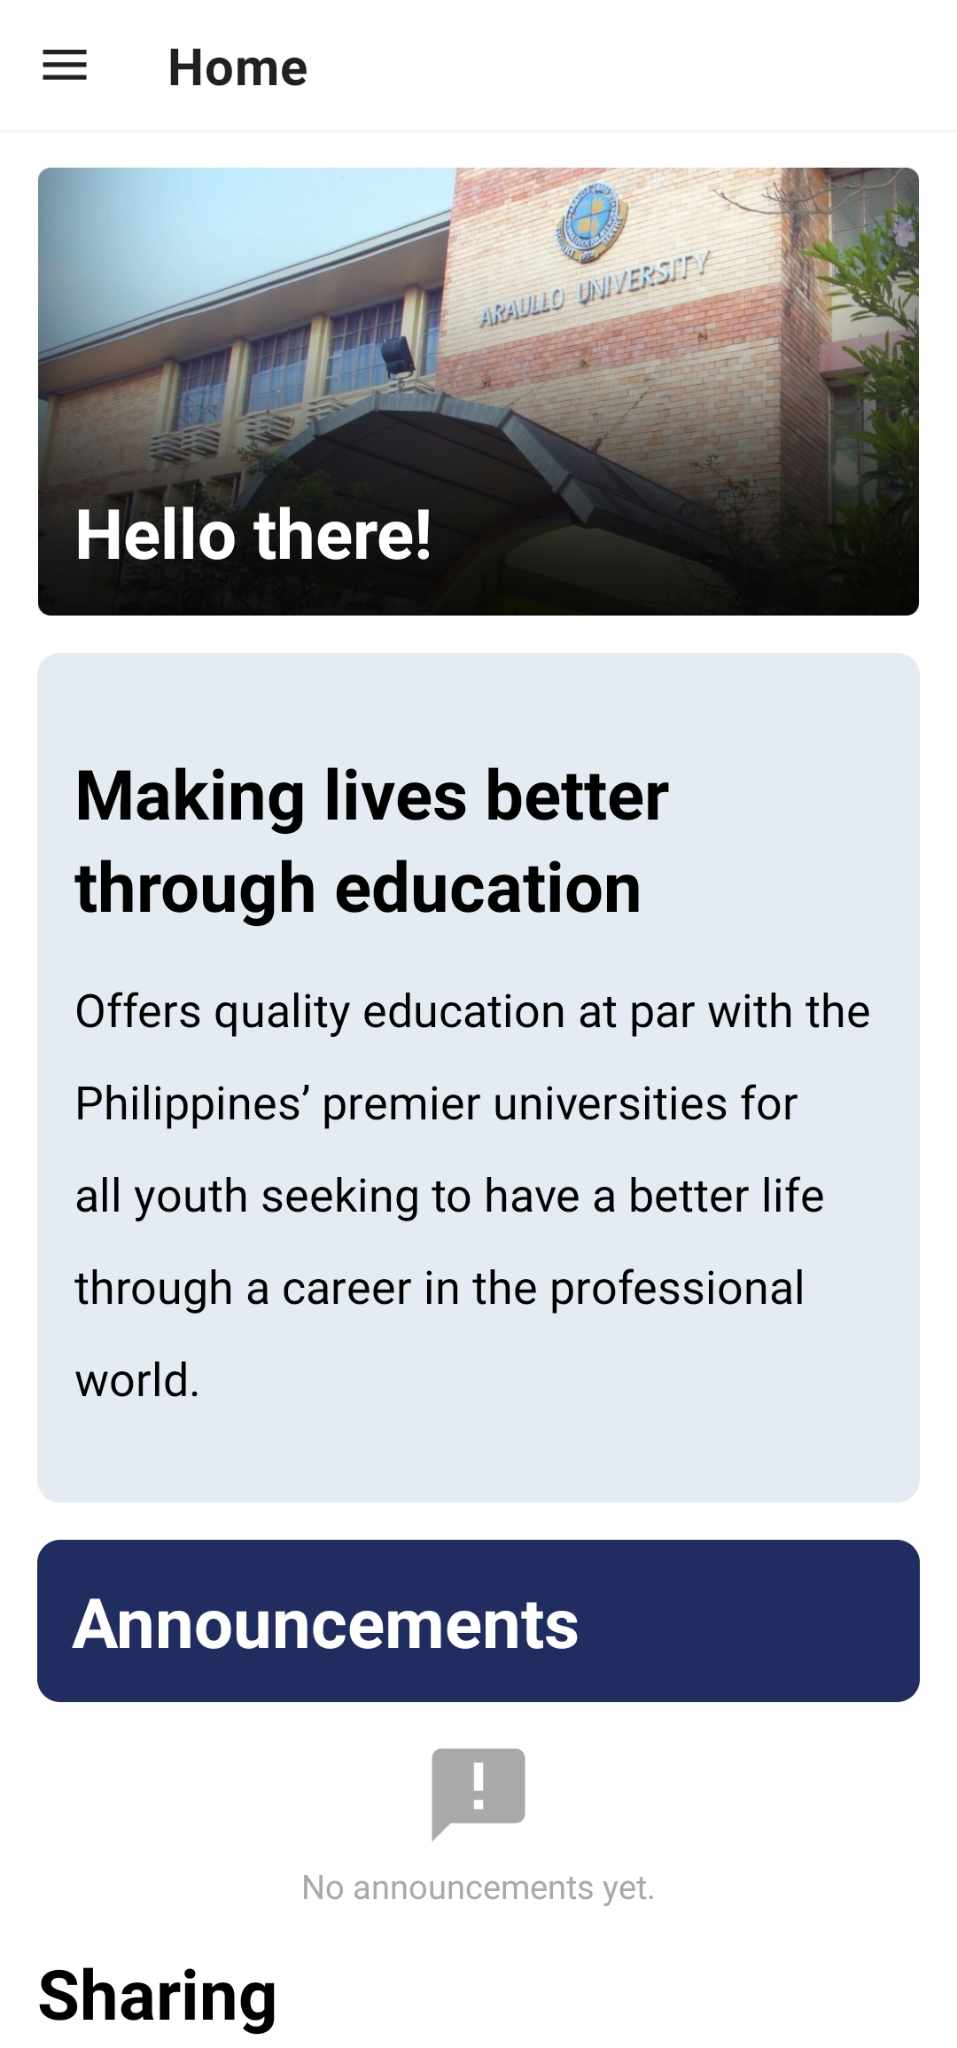 Home
ARAULLO UNIVERSITY
Hello there!
Making lives better
through education
Offers quality education at par with the
Philippines’ premier universities for
all youth seeking to have a better life
through a career in the professional
world.
Announcements
No announcements yet.
Sharing